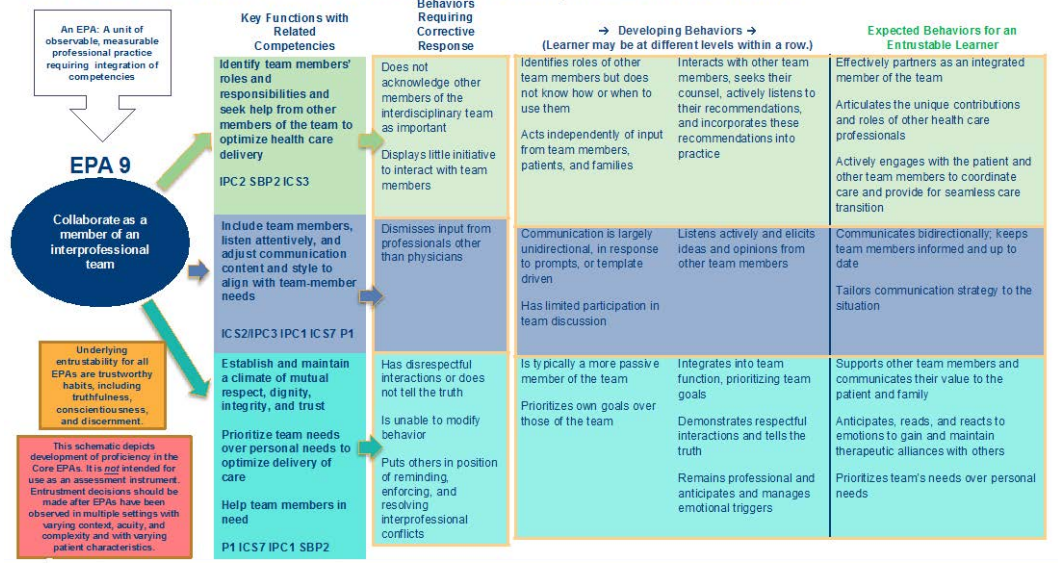 An EPA: A unit of
observable, measurable
professional practice
requiring integration of
competencies
EPA 9
Collaborate as a
member of an
interprofessional
team
Underlying
entrustability for all
EPAs are trustworthy
habits, including
truthfulness,
conscientiousness,
and discernment.
This schematic depicts
development of proficiency in the
Core EPAs. It is not intended for
use as an assessment instrument.
Entrustment decisions should be
made after EPAs have been
observed in multiple settings with
varying context, acuity, and
complexity and with varying
patient characteristics.
Key Functions with
Related
Competencies
Behaviors
Requiring
Corrective
Response
→ Developing Behaviors →
(Learner may be at different levels within a row.)
Expected Behaviors for an
Entrustable Learner
Identify team members'
roles and
responsibilities and
seek help from other
members of the team to
optimize health care
delivery
IPC2 SBP2 ICS3
Does not
acknowledge other
members of the
interdisciplinary team
as important
Displays little initiative
to interact with team
members
Identifies roles of other
team members but does
not know how or when to
use them
Acts independently of input
from team members,
patients, and families
Interacts with other team
members, seeks their
counsel, actively listens to
their recommendations,
and incorporates these
recommendations into
practice
Effectively partners as an integrated
member of the team
Articulates the unique contributions
and roles of other health care
professionals
Actively engages with the patient and
other team members to coordinate
care and provide for seamless care
transition
Include team members,
listen attentively, and
adjust communication
content and style to
align with team-member
needs
ICS2/IPC3 IPC1 ICS7 P1
Dismisses input from
professionals other
than physicians
Communication is largely
unidirectional, in response
to prompts, or template
driven
Has limited participation in
team discussion
Listens actively and elicits
ideas and opinions from
other team members
Communicates bidirectionally; keeps
team members informed and up to
date
Tailors communication strategy to the
situation
Establish and maintain
a climate of mutual
respect, dignity,
integrity, and trust
Prioritize team needs
over personal needs to
optimize delivery of
care
Help team members in
need
P1 ICS7 IPC1 SBP2
Has disrespectful
interactions or does
not tell the truth
Is unable to modify
behavior
Puts others in position
of reminding,
enforcing, and
resolving
interprofessional
conflicts
Is typically a more passive
member of the team
Prioritizes own goals over
those of the team
Integrates into team
function, prioritizing team
goals
Demonstrates respectful
interactions and tells the
truth
Remains professional and
anticipates and manages
emotional triggers
Supports other team members and
communicates their value to the
patient and family
Anticipates, reads, and reacts to
emotions to gain and maintain
therapeutic alliances with others
Prioritizes team's needs over personal
needs